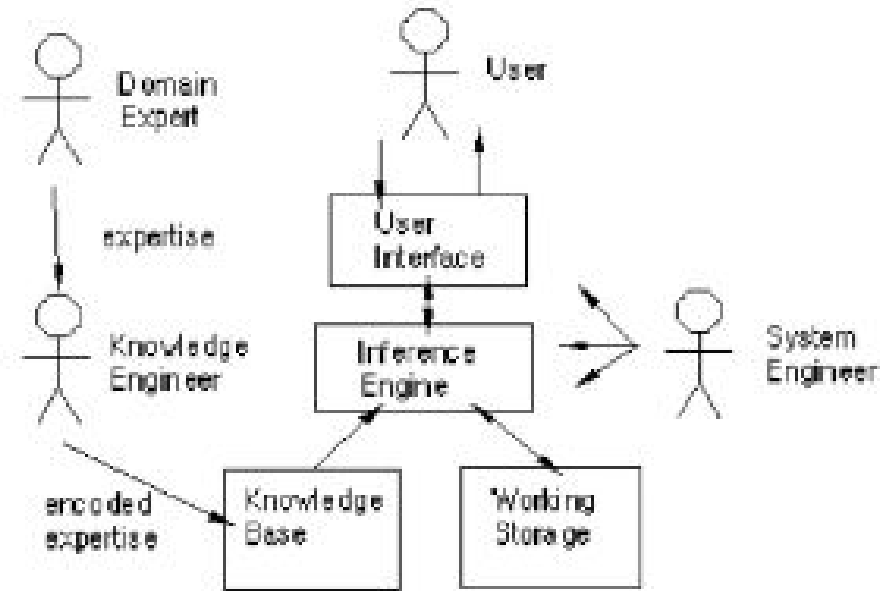 Domain
Expert
User
expertise
User
Interface
Knowledge
Engineer
Inference
Engine
System
Engineer
encoded
expertise
Knowledge
Base
Working
Storage